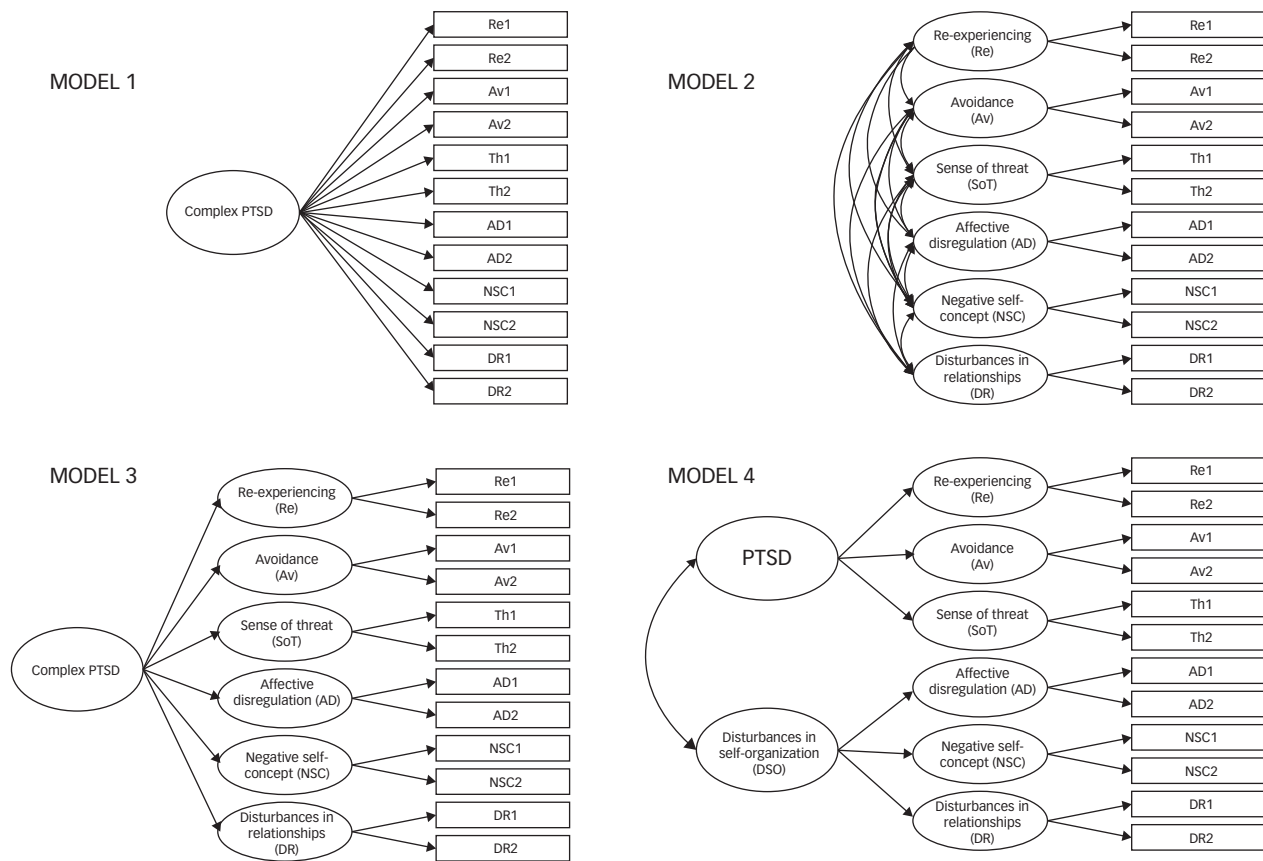 MODEL 1
Complex PTSD
Re1
Re2
Av1
Av2
Th1
Th2
AD1
AD2
NSC1
NSC2
DR1
DR2
MODEL 2
Re-experiencing
(Re)
Avoidance
(Av)
Sense of threat
(SoT)
Affective
disregulation (AD)
Negative self-
concept (NSC)
Disturbances in
relationships
(DR)
Re1
Re2
Av1
Av2
Th1
Th2
AD1
AD2
NSC1
NSC2
DR1
DR2
MODEL 3
Complex PTSD
Re-experiencing
(Re)
Avoidance
(Av)
Sense of threat
(SoT)
Affective
disregulation (AD)
Negative self-
concept (NSC)
Disturbances in
relationships
(DR)
Re1
Re2
Av1
Av2
Th1
Th2
AD1
AD2
NSC1
NSC2
DR1
DR2
MODEL 4
PTSD
Disturbances in
self-organization
(DSO)
Re-experiencing
(Re)
Avoidance
(Av)
Sense of threat
(SoT)
Affective
disregulation (AD)
Negative self-
concept (NSC)
Disturbances in
relationships
(DR)
Re1
Re2
Av1
Av2
Th1
Th2
AD1
AD2
NSC1
NSC2
DR1
DR2